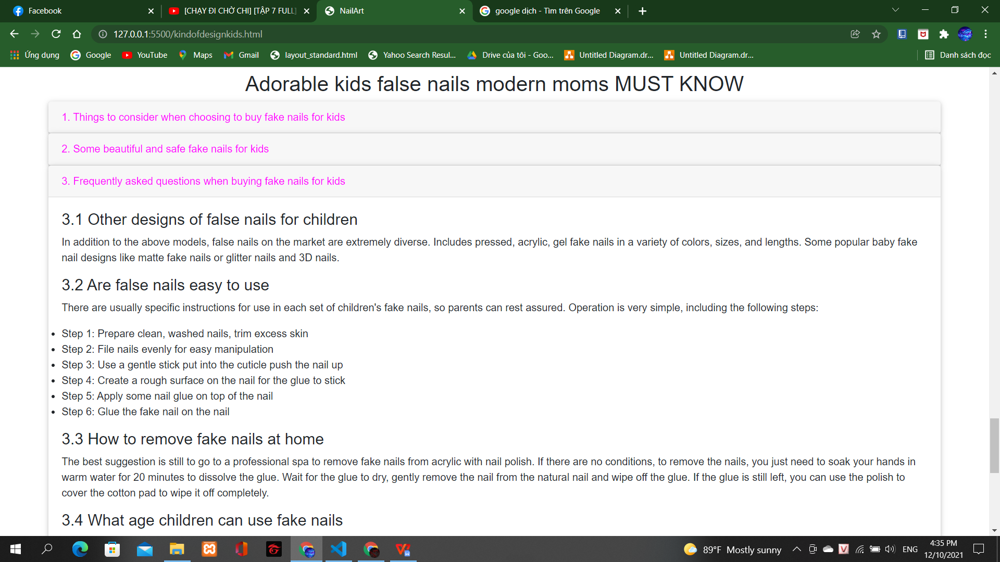 Facebook
[CHẠY ĐI CHỜ CHI] [TẬP 7 FULL]
NailArt
google dịch - Tìm trên Google
127.0.0.1:5500/kindofdesignkids.html
Ứng dụng
Google
YouTube
Maps
Gmail
layout_standard.html
Yahoo Search Resul...
Drive của tôi - Goo...
Untitled Diagram.dr...
Untitled Diagram.dr...
Danh sách đọc
Adorable kids false nails modern moms MUST KNOW
1. Things to consider when choosing to buy fake nails for kids
2. Some beautiful and safe fake nails for kids
3. Frequently asked questions when buying fake nails for kids
3.1 Other designs of false nails for children
In addition to the above models, false nails on the market are extremely diverse. Includes pressed, acrylic, gel fake nails in a variety of colors, sizes, and lengths. Some popular baby fake
nail designs like matte fake nails or glitter nails and 3D nails.
3.2 Are false nails easy to use
There are usually specific instructions for use in each set of children's fake nails, so parents can rest assured. Operation is very simple, including the following steps:
• Step 1: Prepare clean, washed nails, trim excess skin
• Step 2: File nails evenly for easy manipulation
• Step 3: Use a gentle stick put into the cuticle push the nail up
• Step 4: Create a rough surface on the nail for the glue to stick
• Step 5: Apply some nail glue on top of the nail
• Step 6: Glue the fake nail on the nail
3.3 How to remove fake nails at home
The best suggestion is still to go to a professional spa to remove fake nails from acrylic with nail polish. If there are no conditions, to remove the nails, you just need to soak your hands in
warm water for 20 minutes to dissolve the glue. Wait for the glue to dry, gently remove the nail from the natural nail and wipe off the glue. If the glue is still left, you can use the polish to
cover the cotton pad to wipe it off completely.
3.4 What age children can use fake nails
89°F Mostly sunny
ENG
4:35 PM
12/10/2021